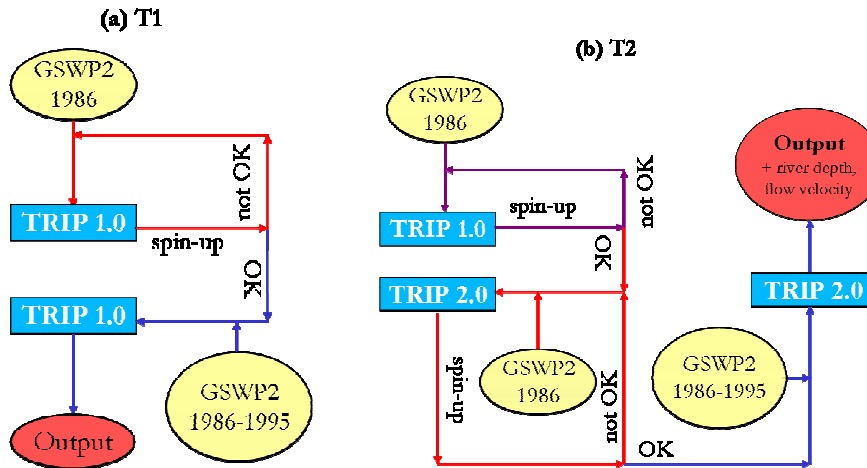 (a) T1
GSWP2
1986
not OK
TRIP 1.0
spin-up
OK
TRIP 1.0
GSWP2
1986-1995
Output
(b) T2
GSWP2
1986
not OK
spin-up
TRIP 1.0
OK
TRIP 2.0
spin-up
GSWP2
1986
not OK
OK
GSWP2
1986-1995
TRIP 2.0
Output
+ river depth,
flow velocity